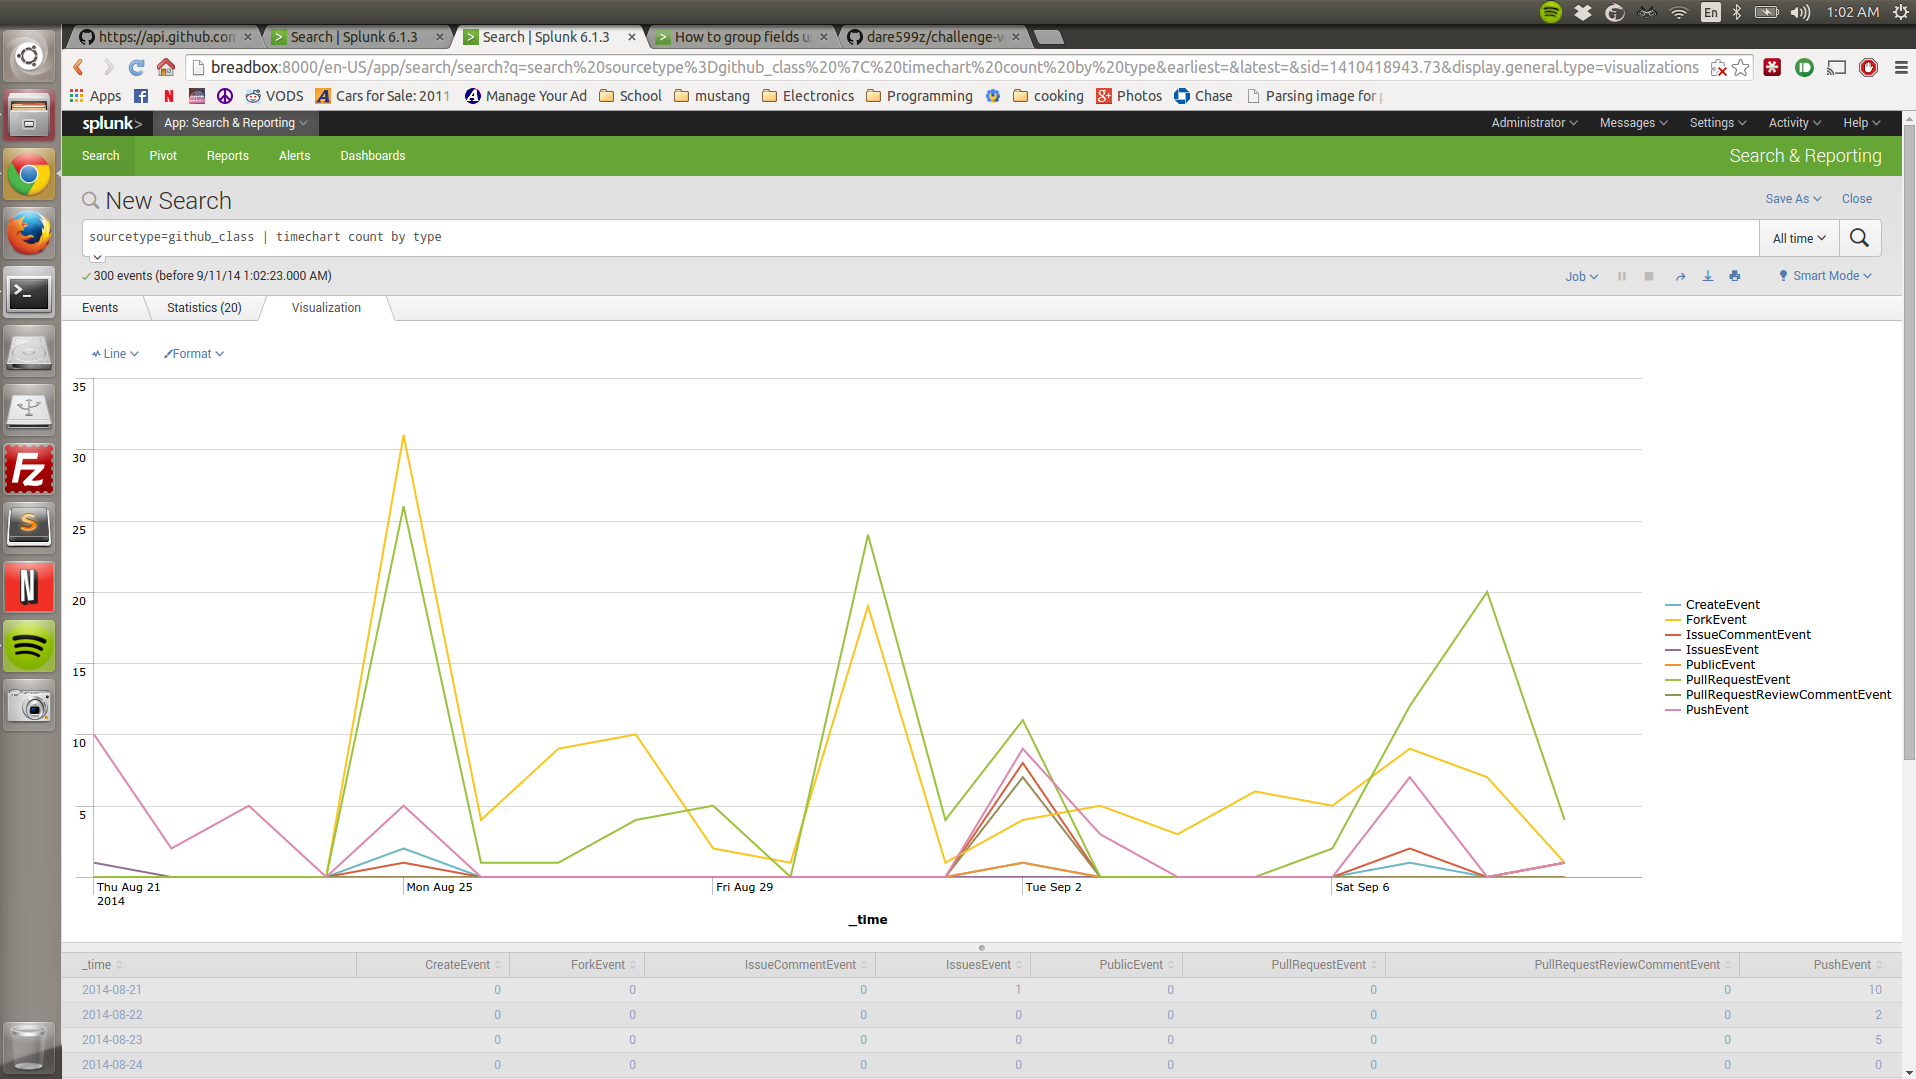 En
1:02 AM
https://api.github.com
Search | Splunk 6.1.3
Search | Splunk 6.1.3
How to group fields u
dare599z/challenge-w
breadbox:8000/en-US/app/search/search?q=search%20sourcetype%3Dgithub_class%20%7C%20timechart%20count%20by%20type&earliest=&latest=&sid=1410418943.73&display.general.type=visualizations
Apps
VODS
Cars for Sale: 2011
Manage Your Ad
School
mustang
Electronics
Programming
cooking
Photos
Chase
Parsing image for
splunk>
App: Search & Reporting
Administrator
Messages
Settings
Activity
Help
Search
Pivot
Reports
Alerts
Dashboards
Search & Reporting
New Search
Save As
Close
sourcetype=github_class | timechart count by type
All time
300 events (before 9/11/14 1:02:23.000 AM)
Job
Smart Mode
Events
Statistics (20)
Visualization
Line
Format
35
30
25
20
15
10
5
Thu Aug 21
2014
Mon Aug 25
Fri Aug 29
Tue Sep 2
Sat Sep 6
_time
CreateEvent
ForkEvent
IssueCommentEvent
IssuesEvent
PublicEvent
PullRequestEvent
PullRequestReviewCommentEvent
PushEvent
_time CreateEvent ForkEvent IssueCommentEvent IssuesEvent PublicEvent PullRequestEvent PullRequestReviewCommentEvent PushEvent
2014-08-21 0 0 0 1 0 0 0 10
2014-08-22 0 0 0 0 0 0 0 2
2014-08-23 0 0 0 0 0 0 0 5
2014-08-24 0 0 0 0 0 0 0 0